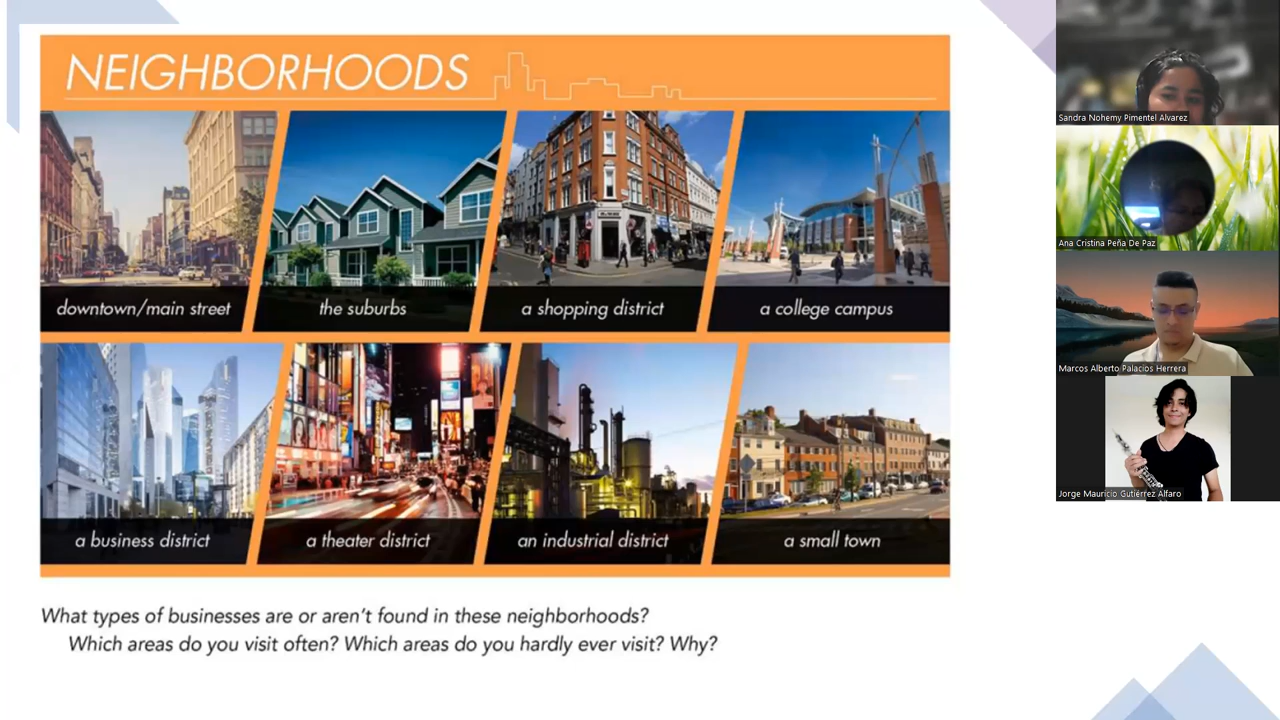 NEIGHBORHOODS
downtown/main street
the suburbs
a shopping district
a college campus
a business district
a theater district
an industrial district
a small town
What types of businesses are or aren't found in these neighborhoods?
Which areas do you visit often? Which areas do you hardly ever visit? Why?
Sandra Nohemy Pimentel Alvarez
Ana Cristina Peña De Paz
Marcos Alberto Palacios Herrera
Jorge Mauricio Gutiérrez Alfaro